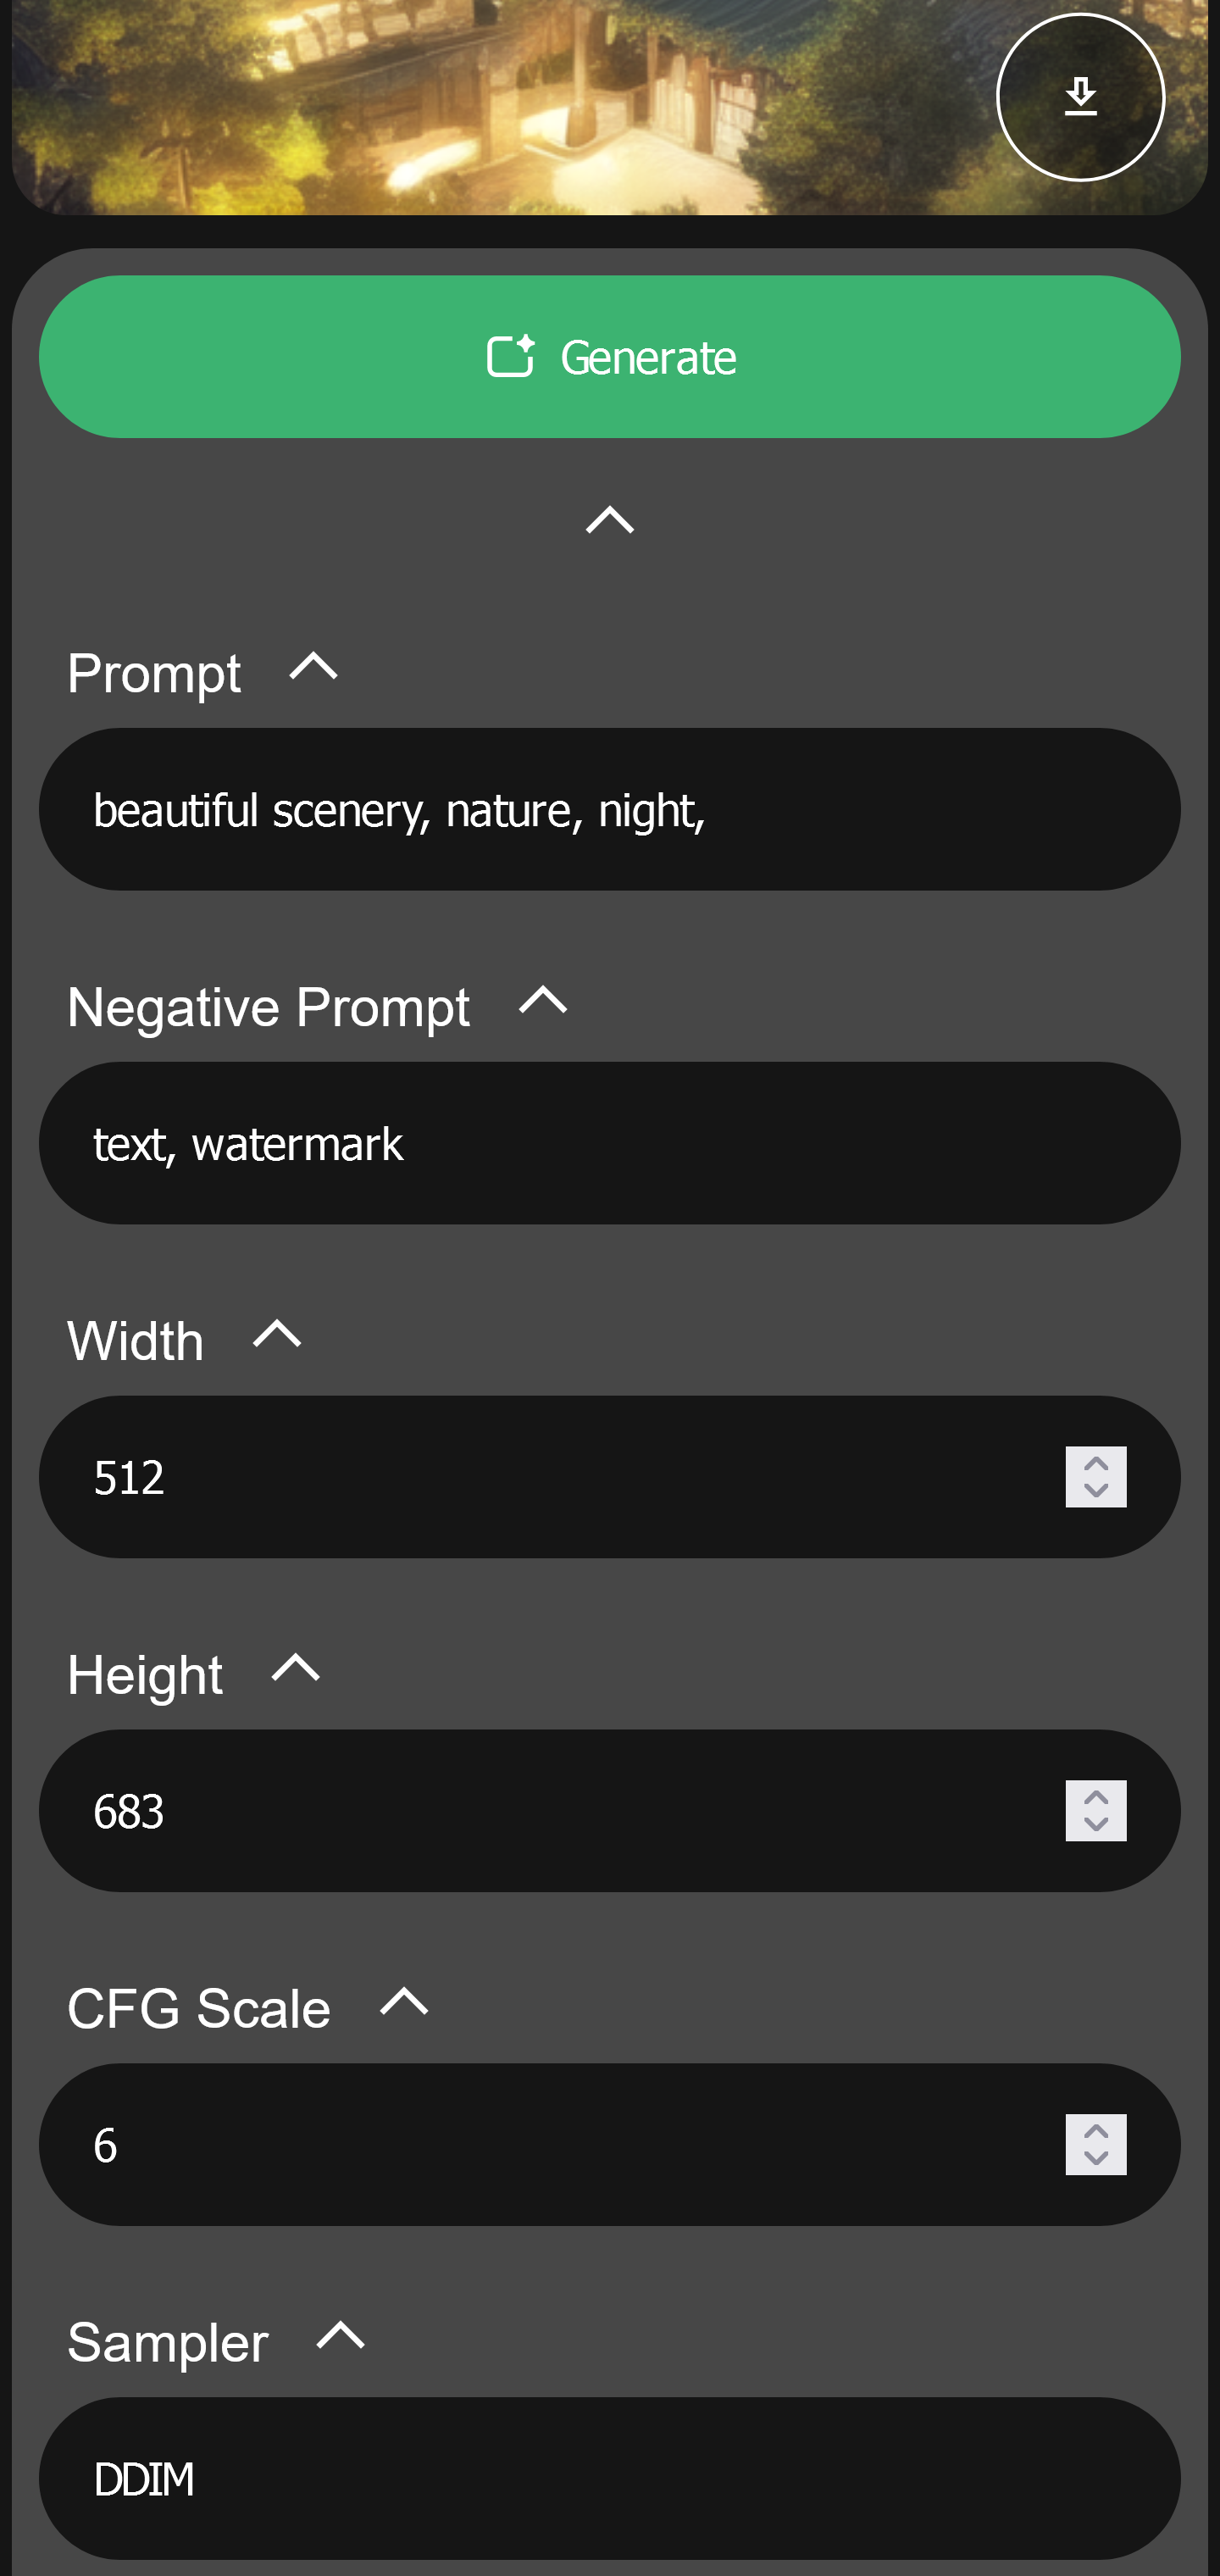 Generate
Prompt
beautiful scenery, nature, night,
Negative Prompt
text, watermark
Width
512
Height
683
CFG Scale
6
Sampler
DDIM